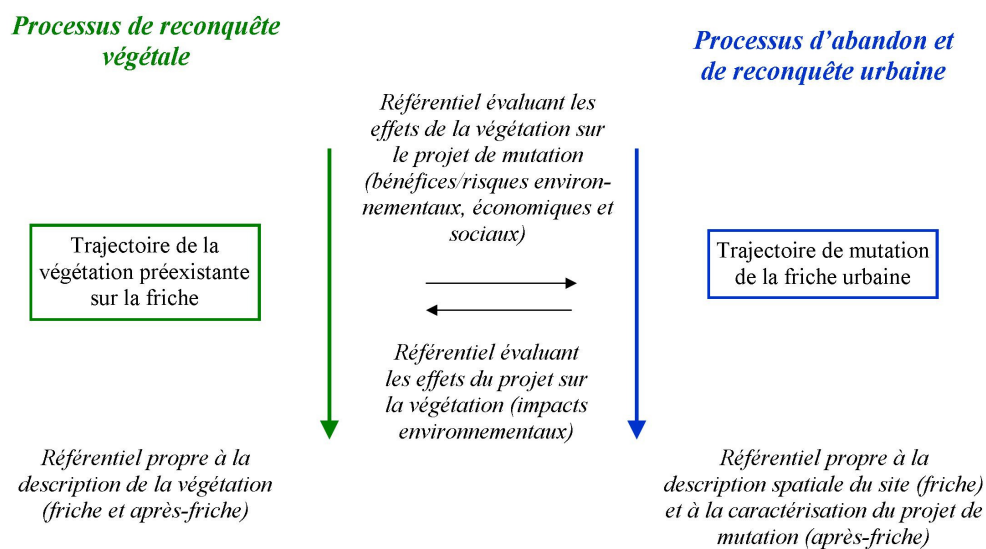 Processus de reconquête
végétale
Processus d’abandon et
de reconquête urbaine
Référentiel évaluant les
effets de la végétation sur
le projet de mutation
(bénéfices/risques environ-
nementaux, économiques et
sociaux)
Trajectoire de la
végétation préexistante
sur la friche
Trajectoire de mutation
de la friche urbaine
Référentiel évaluant
les effets du projet sur
la végétation (impacts
environnementaux)
Référentiel propre à la
description de la végétation
(friche et après-friche)
Référentiel propre à la
description spatiale du site (friche)
et à la caractérisation du projet de
mutation (après-friche)